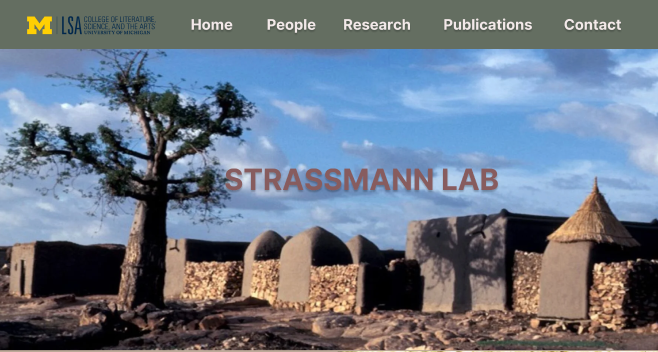 M LSA COLLEGE OF LITERATURE, SCIENCE, AND THE ARTS UNIVERSITY OF MICHIGAN
Home People Research Publications Contact
STRASSMANN LAB